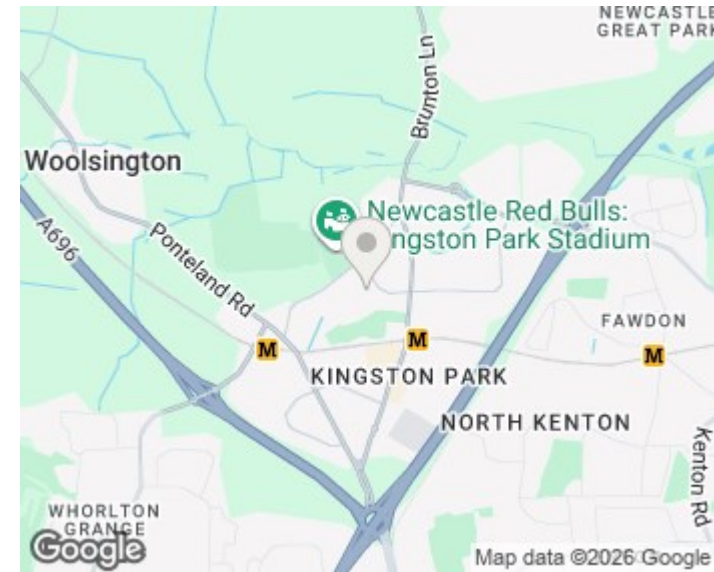 NEWCASTLE
GREAT PARK
Brunton Ln
Woolsington
A696
Ponteland Rd
Newcastle Red Bulls:
ingston Park Stadium
FAWDON
M
M
M
KINGSTON PARK
NORTH KENTON
Kenton Rd
WHORLTON
GRANGE
Google
Map data ©2026 Google